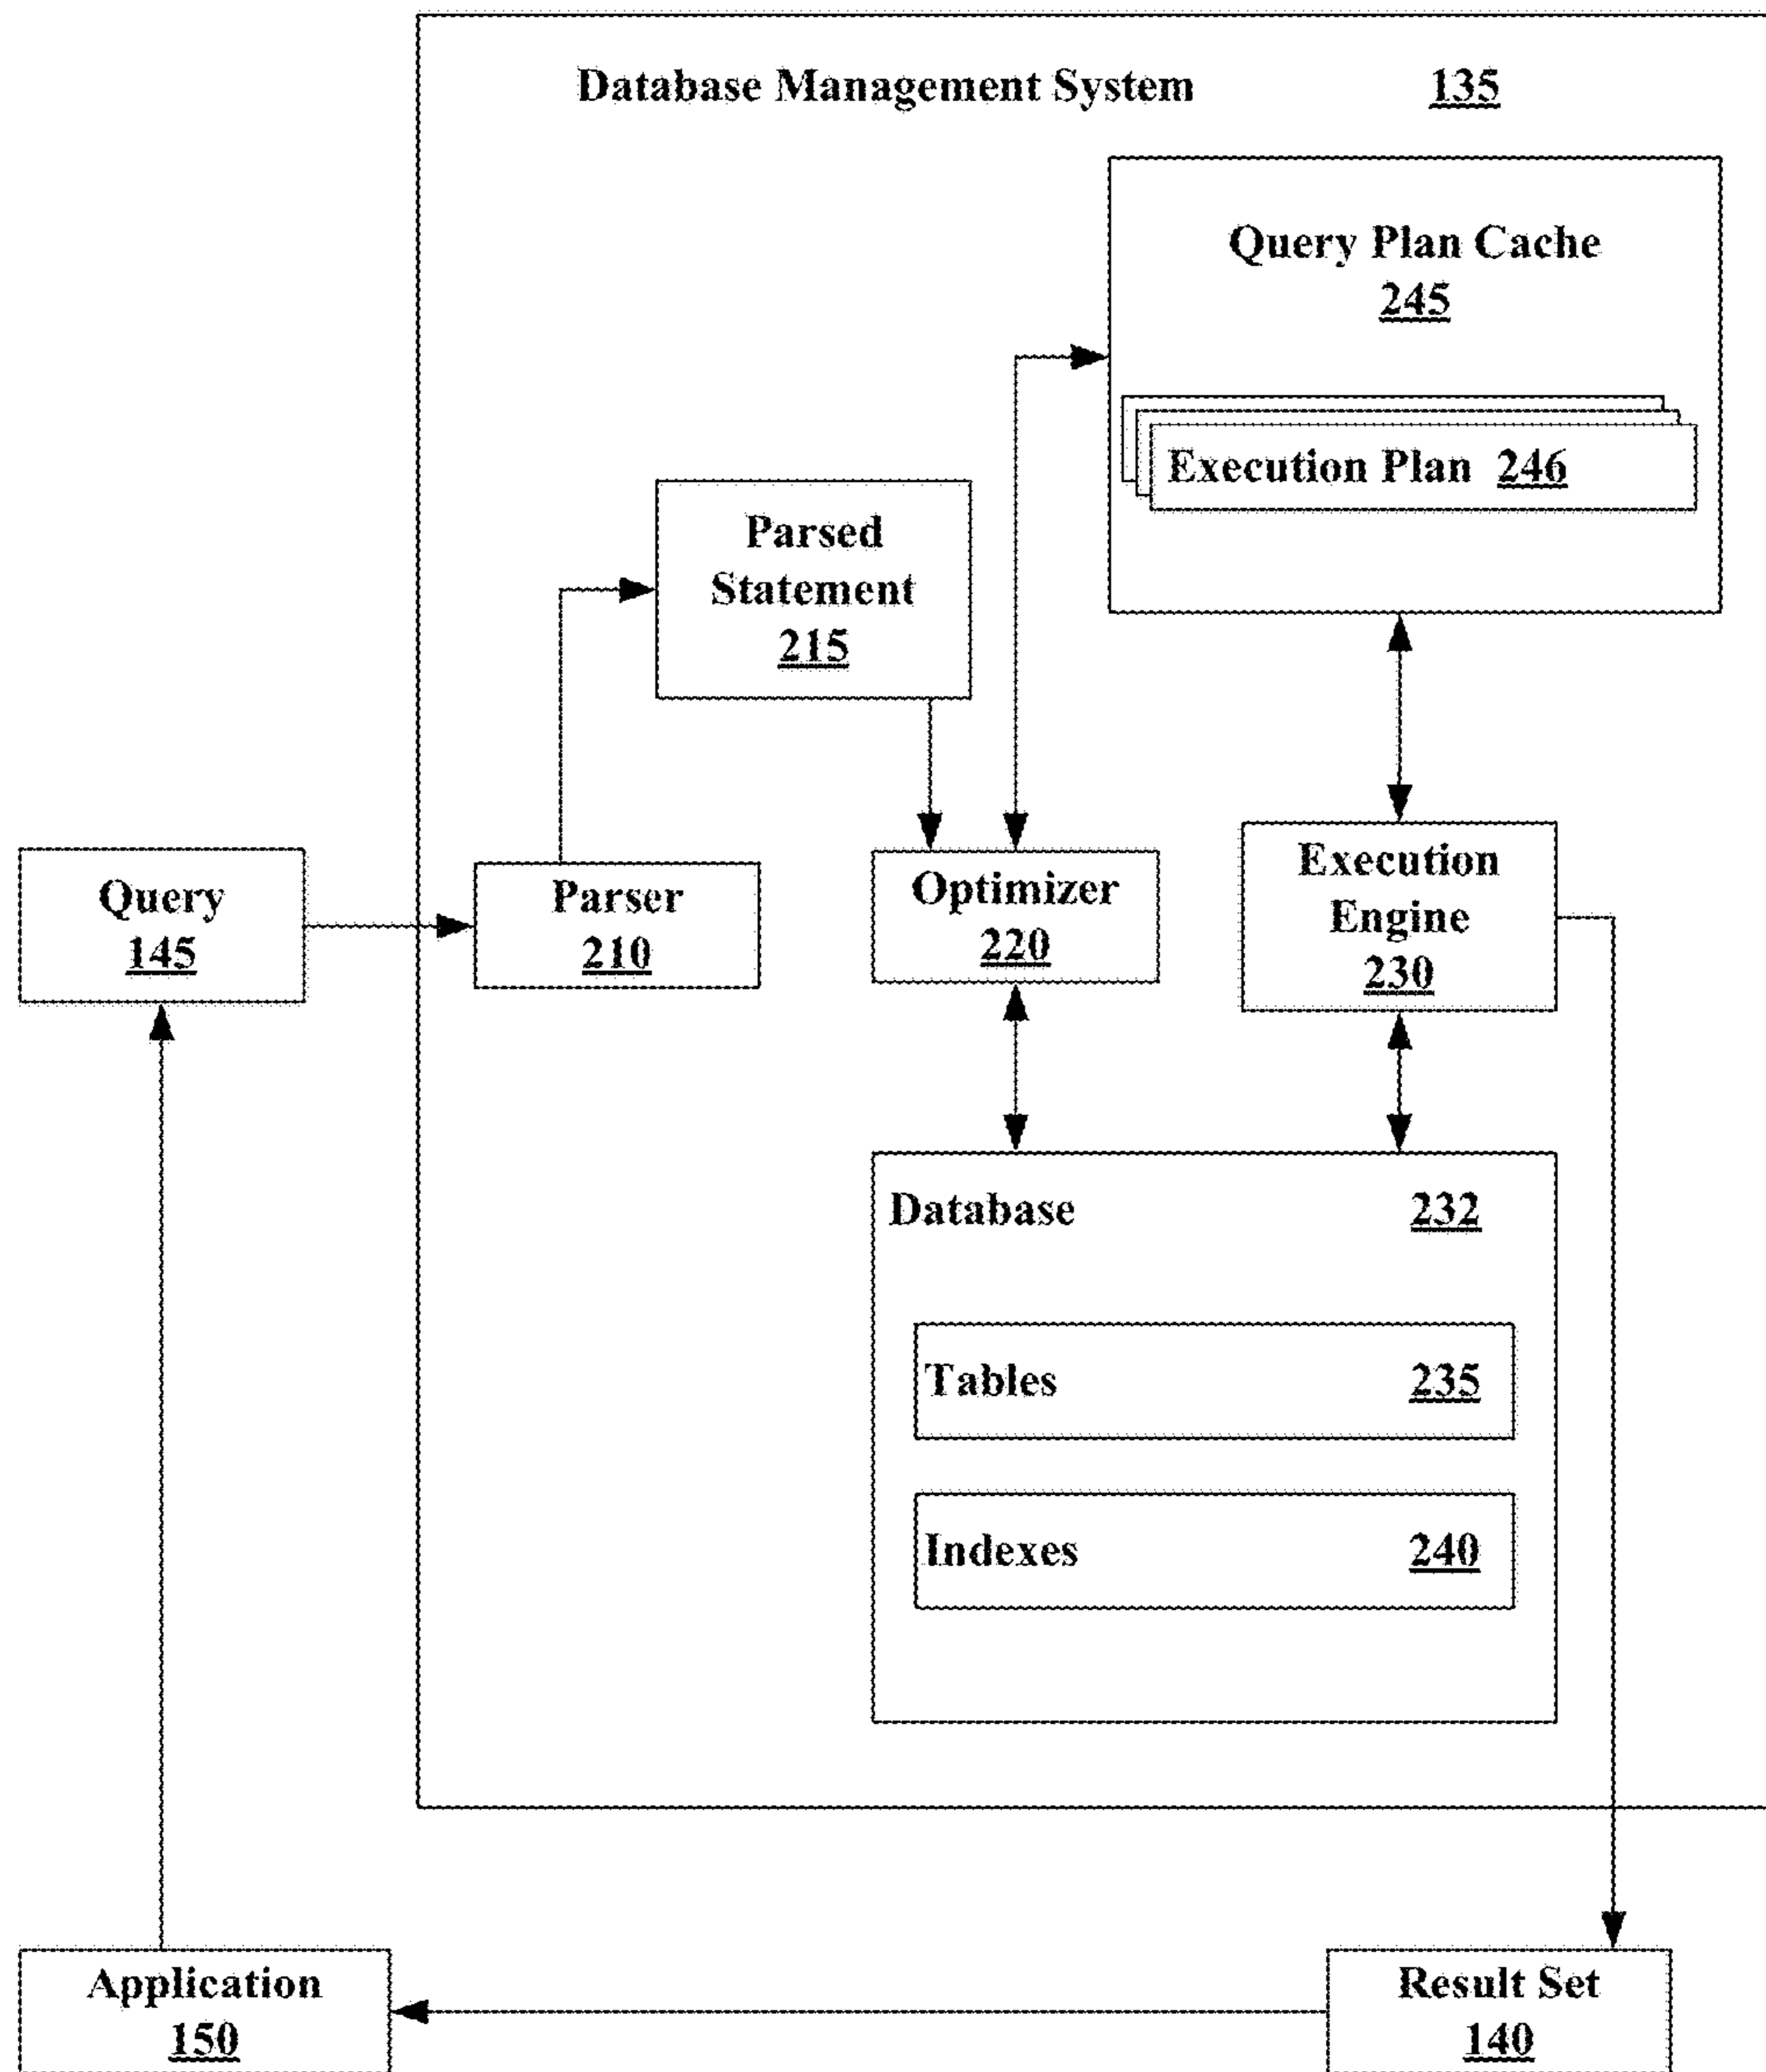 Database Management System 135
Query Plan Cache
245
Execution Plan 246
Parsed
Statement
215
Query
145
Parser
210
Optimizer
220
Execution
Engine
230
Database 232
Tables 235
Indexes 240
Application
150
Result Set
140